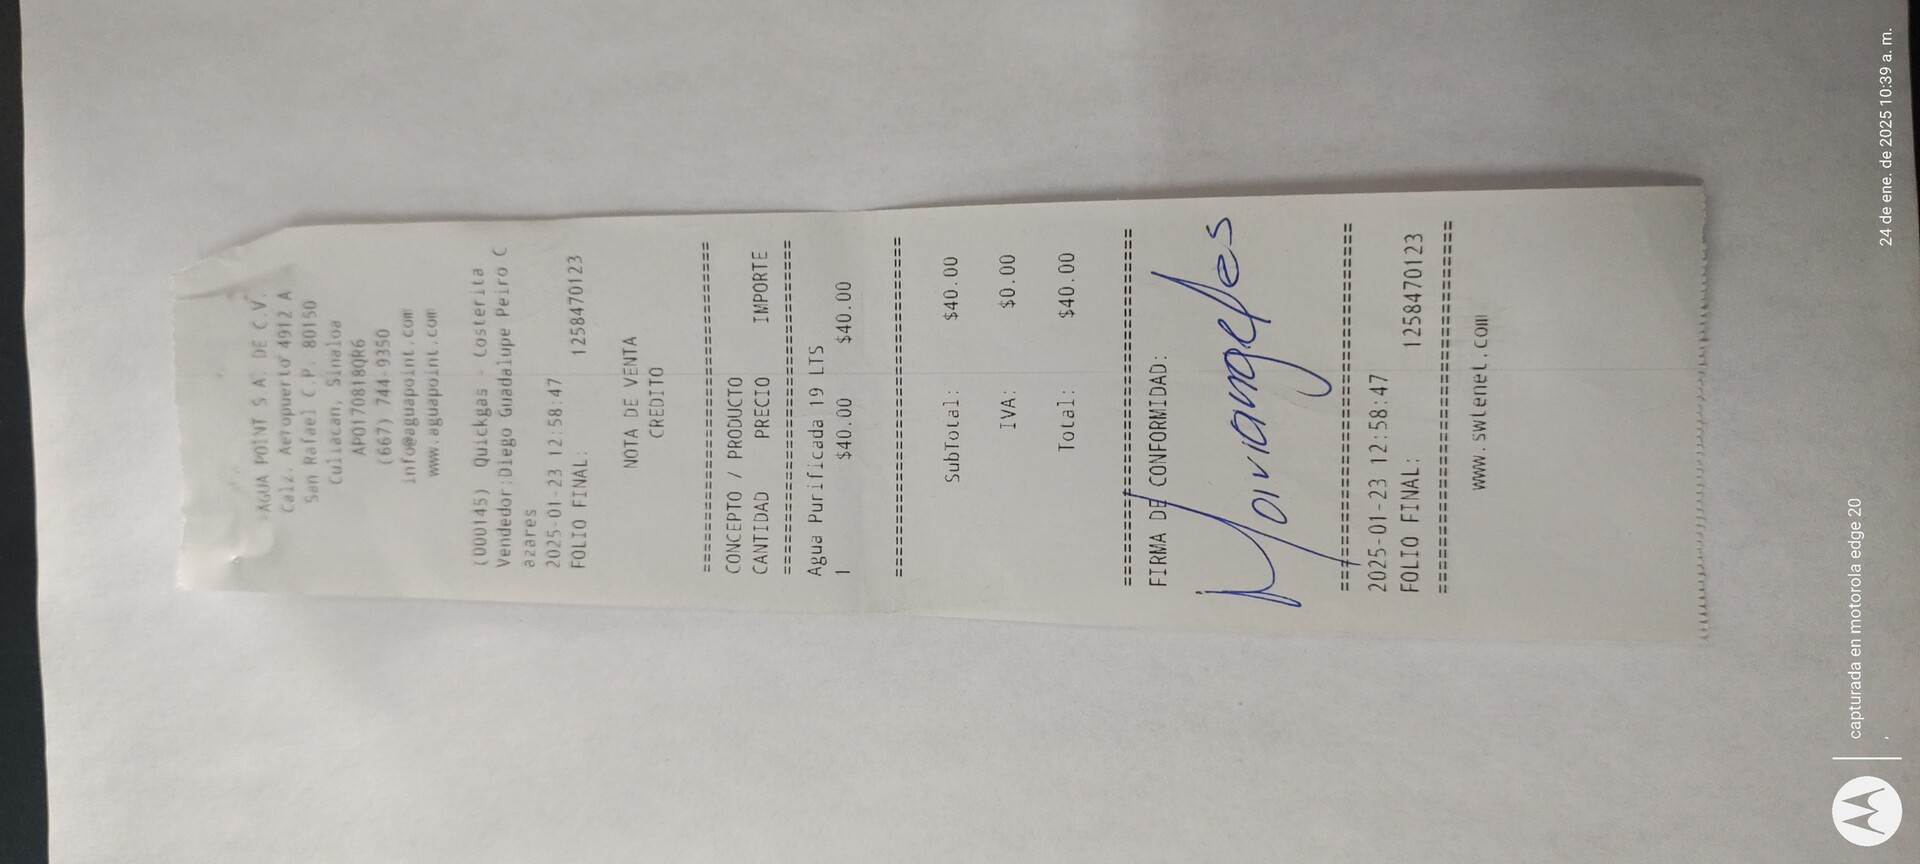 AGUA POINT S.A. DE C.V.
Calz. Aeropuerto 4912 A
San Rafael C.P. 80150
Culiacan, Sinaloa
APO170818QR6
(667) 744-9350
info@aguapoint.com
www.aguapoint.com
(000145) Quickgas - Costerita
Vendedor:Diego Guadalupe Peiro C
azares
2025-01-23 12:58:47
FOLIO FINAL: 1258470123
NOTA DE VENTA
CREDITO
================================
CONCEPTO / PRODUCTO
CANTIDAD PRECIO IMPORTE
================================
Agua Purificada 19 LTS
1 $40.00 $40.00
================================
SubTotal: $40.00
IVA: $0.00
Total: $40.00
================================
FIRMA DE CONFORMIDAD:
Mariangeles
================================
2025-01-23 12:58:47
FOLIO FINAL: 1258470123
================================
www.swtenet.com
capturada en motorola edge 20
24 de ene. de 2025 10:39 a. m.